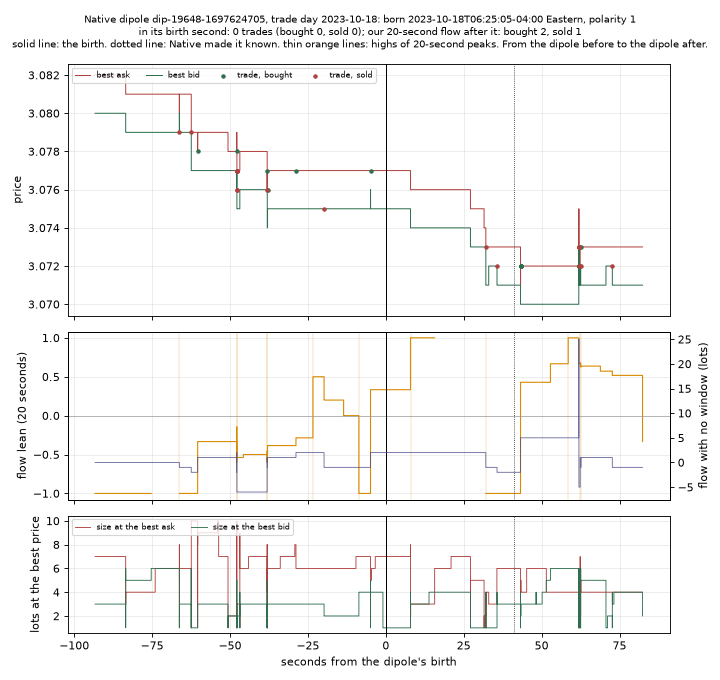 Native dipole dip-19648-1697624705, trade day 2023-10-18: born 2023-10-18T06:25:05-04:00 Eastern, polarity 1
in its birth second: 0 trades (bought 0, sold 0); our 20-second flow after it: bought 2, sold 1
solid line: the birth. dotted line: Native made it known. thin orange lines: highs of 20-second peaks. From the dipole before to the dipole after.
best ask
best bid
trade, bought
trade, sold
3.082
3.080
3.078
3.076
3.074
3.072
3.070
price
1.0
0.5
0.0
−0.5
−1.0
flow lean (20 seconds)
25
20
15
10
5
0
−5
flow with no window (lots)
size at the best ask
size at the best bid
10
8
6
4
2
lots at the best price
−100
−75
−50
−25
0
25
50
75
seconds from the dipole's birth